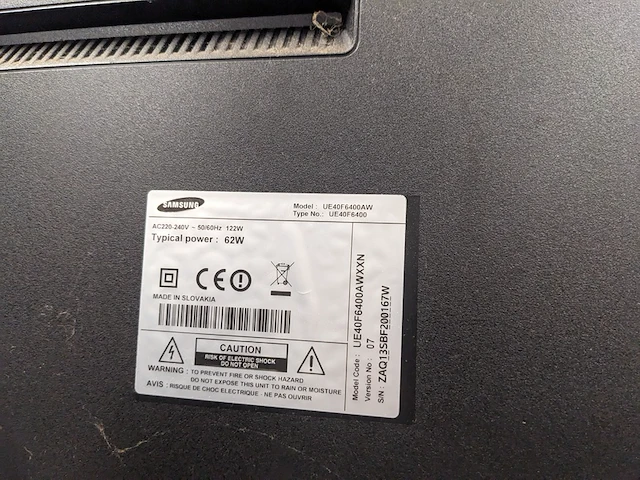 SAMSUNG
Model : UE40F6400AW
Type No.: UE40F6400
AC220-240V ~ 50/60Hz 122W
Typical power : 62W
CE
MADE IN SLOVAKIA
CAUTION
RISK OF ELECTRIC SHOCK
DO NOT OPEN
WARNING : TO PREVENT FIRE OR SHOCK HAZARD
DO NOT EXPOSE THIS UNIT TO RAIN OR MOISTURE
AVIS : RISQUE DE CHOC ELECTRIQUE - NE PAS OUVRIR
Model Code : UE40F6400AWXXN
Version No : 07
S/N : ZAQ13SBF200167W